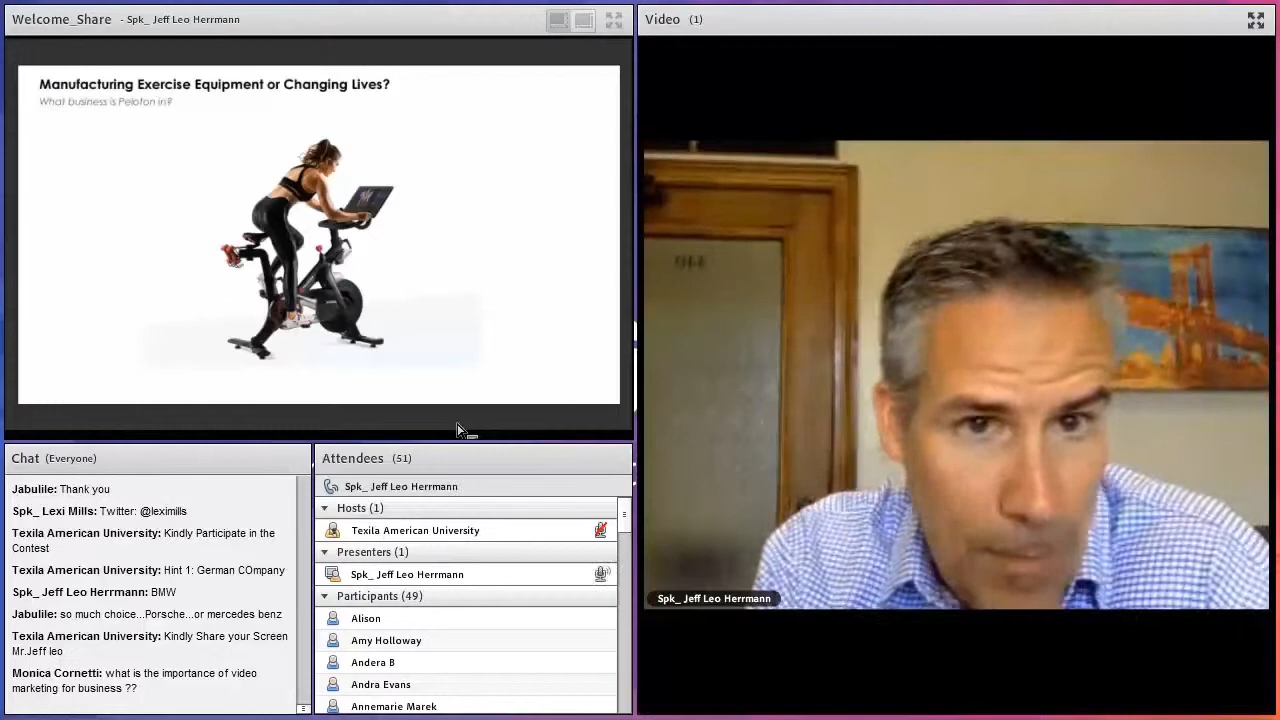 Welcome_Share - Spk_ Jeff Leo Herrmann
Manufacturing Exercise Equipment or Changing Lives?
What business is Peloton in?
Video (1)
Spk_ Jeff Leo Herrmann
Chat (Everyone)
Jabulile: Thank you
Spk_ Lexi Mills: Twitter: @leximills
Texila American University: Kindly Participate in the
Contest
Texila American University: Hint 1: German COmpany
Spk_ Jeff Leo Herrmann: BMW
Jabulile: so much choice...Porsche...or mercedes benz
Texila American University: Kindly Share your Screen
Mr.Jeff leo
Monica Cornetti: what is the importance of video
marketing for business ??
Attendees (51)
Spk_ Jeff Leo Herrmann
Hosts (1)
Texila American University
Presenters (1)
Spk_ Jeff Leo Herrmann
Participants (49)
Alison
Amy Holloway
Andera B
Andra Evans
Annemarie Marek